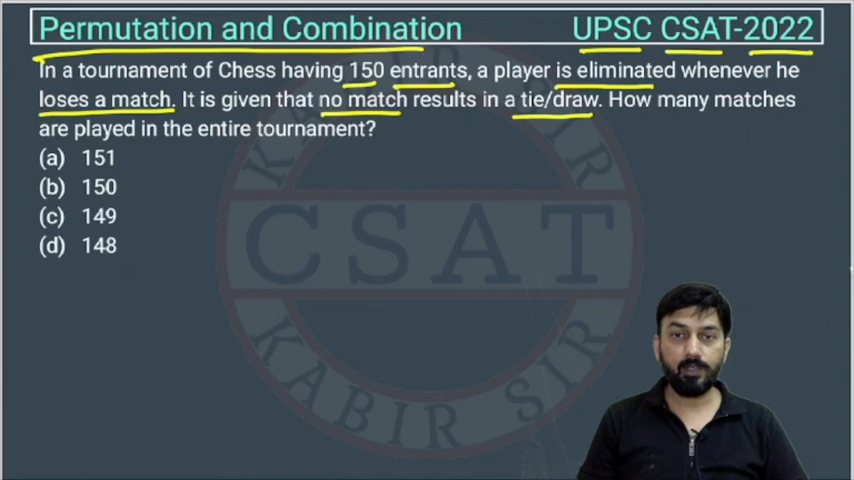 Permutation and Combination UPSC CSAT-2022
In a tournament of Chess having 150 entrants, a player is eliminated whenever he
loses a match. It is given that no match results in a tie/draw. How many matches
are played in the entire tournament?
(a) 151
(b) 150
(c) 149
(d) 148
KABIR SIR
CSAT
KABIR SIR